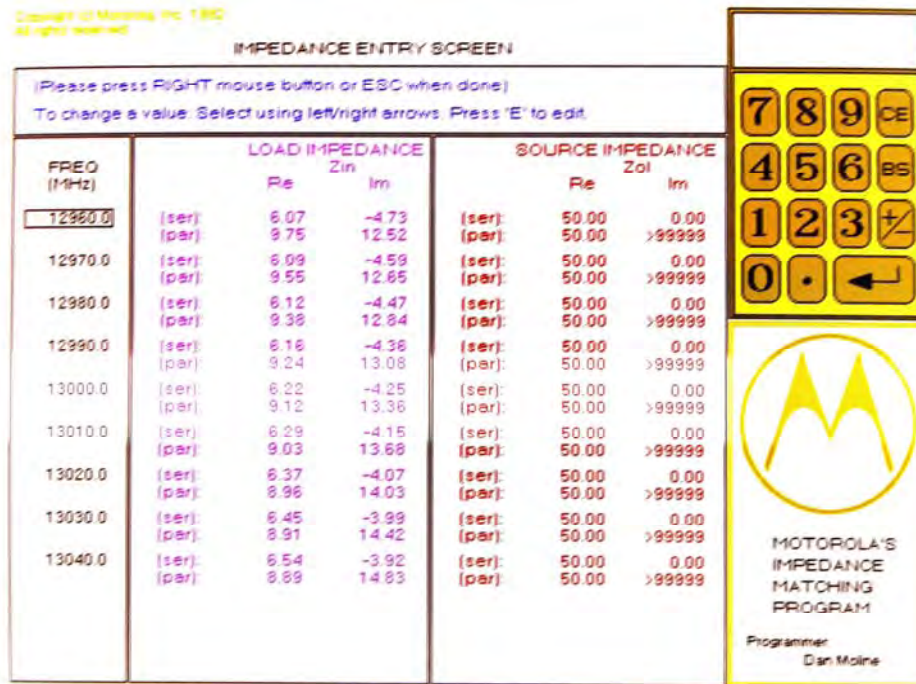 Copyright (c) Motorola, Inc. 1992
All rights reserved
IMPEDANCE ENTRY SCREEN
(Please press RIGHT mouse button or ESC when done)
To change a value: Select using left/right arrows. Press "E" to edit.
FREQ
(MHz)
LOAD IMPEDANCE
Zin
Re Im
SOURCE IMPEDANCE
Zol
Re Im
12960.0 (ser): 6.07 -4.73 (ser): 50.00 0.00
(par): 9.75 12.52 (par): 50.00 >99999
12970.0 (ser): 6.09 -4.59 (ser): 50.00 0.00
(par): 9.55 12.65 (par): 50.00 >99999
12980.0 (ser): 6.12 -4.47 (ser): 50.00 0.00
(par): 9.38 12.84 (par): 50.00 >99999
12990.0 (ser): 6.16 -4.36 (ser): 50.00 0.00
(par): 9.24 13.08 (par): 50.00 >99999
13000.0 (ser): 6.22 -4.25 (ser): 50.00 0.00
(par): 9.12 13.36 (par): 50.00 >99999
13010.0 (ser): 6.29 -4.15 (ser): 50.00 0.00
(par): 9.03 13.68 (par): 50.00 >99999
13020.0 (ser): 6.37 -4.07 (ser): 50.00 0.00
(par): 8.96 14.03 (par): 50.00 >99999
13030.0 (ser): 6.45 -3.99 (ser): 50.00 0.00
(par): 8.91 14.42 (par): 50.00 >99999
13040.0 (ser): 6.54 -3.92 (ser): 50.00 0.00
(par): 8.89 14.83 (par): 50.00 >99999
7 8 9 CE
4 5 6 BS
1 2 3 +/-
0 .
MOTOROLA'S
IMPEDANCE
MATCHING
PROGRAM
Programmer:
Dan Moline